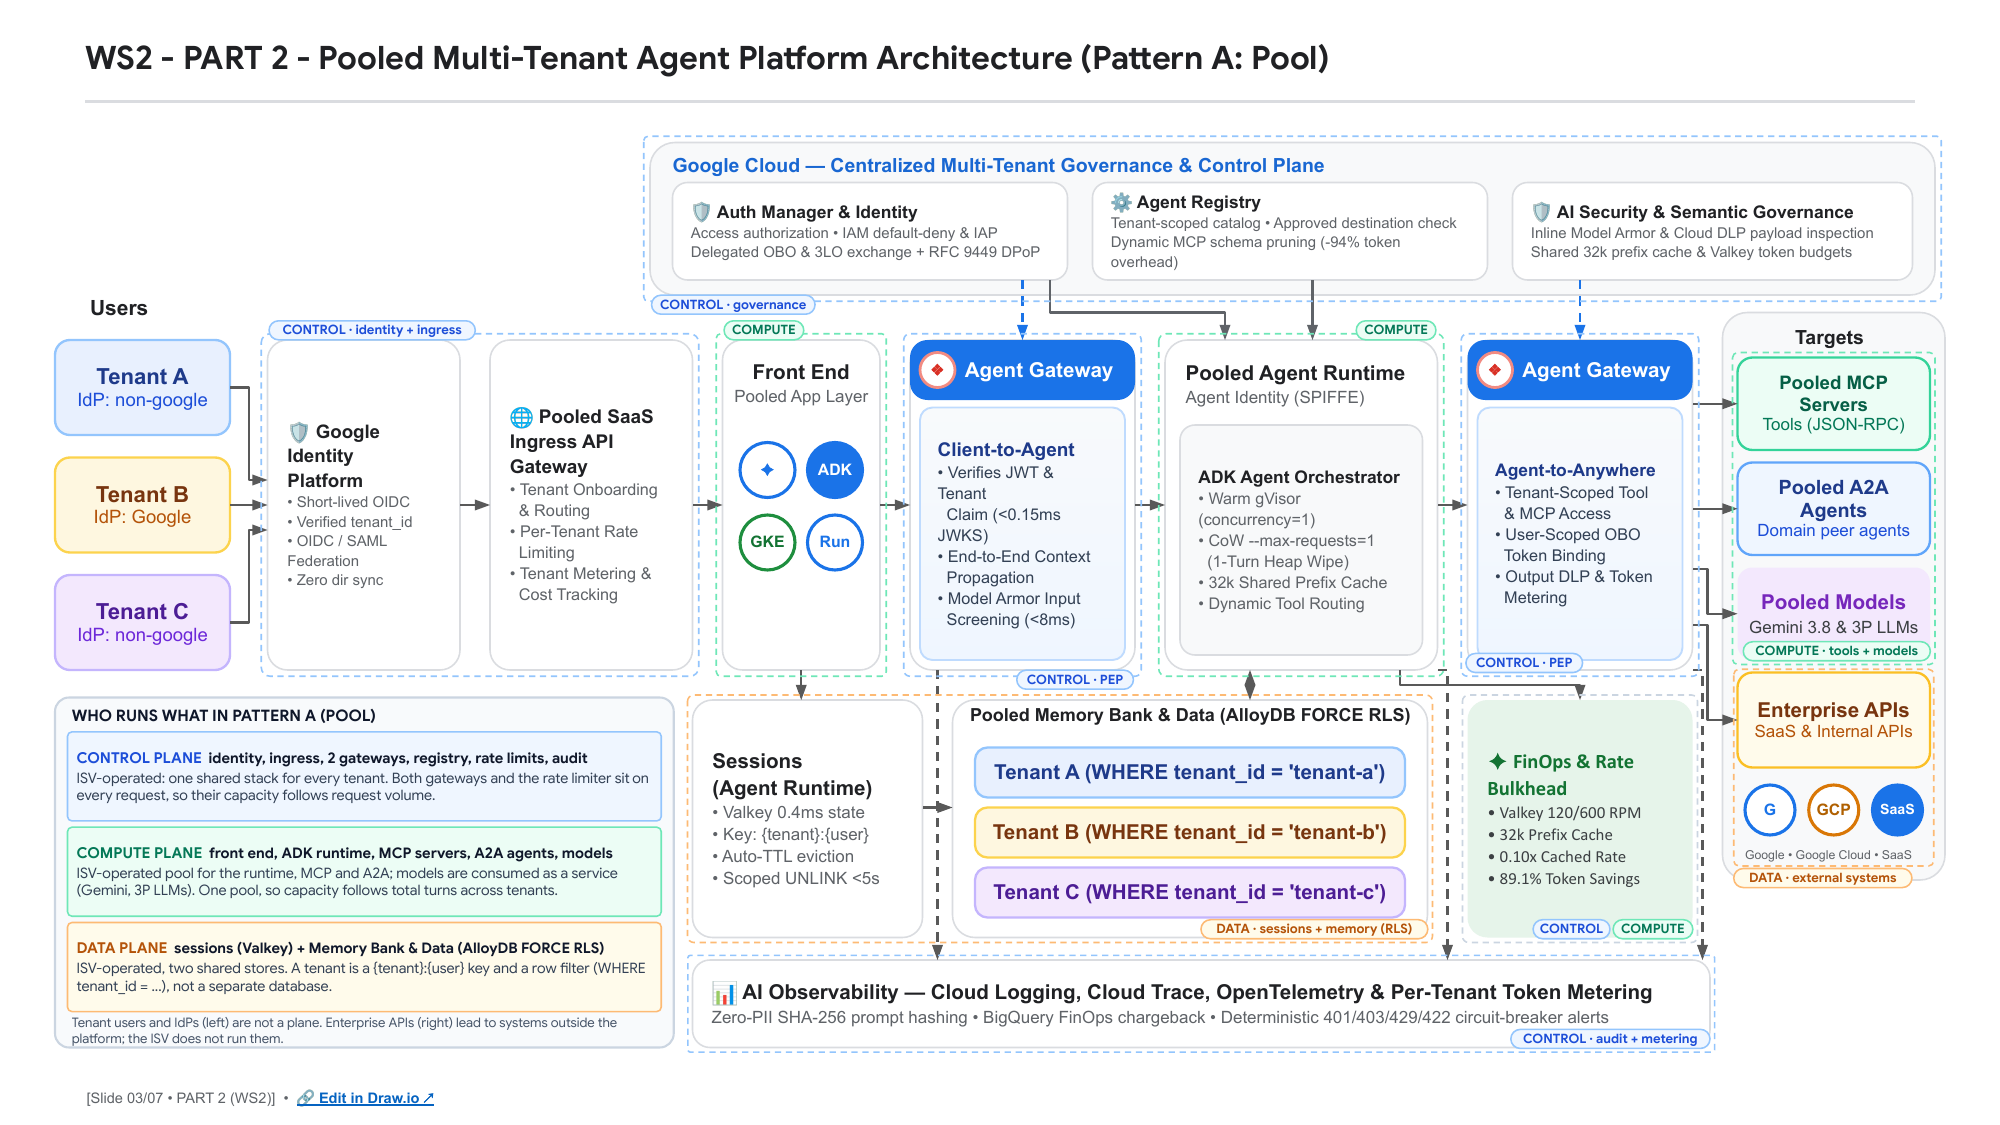 WS2 - PART 2 - Pooled Multi-Tenant Agent Platform Architecture (Pattern A: Pool)
Google Cloud — Centralized Multi-Tenant Governance & Control Plane
🛡️ Auth Manager & Identity
Access authorization • IAM default-deny & IAP
Delegated OBO & 3LO exchange + RFC 9449 DPoP
⚙️ Agent Registry
Tenant-scoped catalog • Approved destination check
Dynamic MCP schema pruning (-94% token
overhead)
🛡️ AI Security & Semantic Governance
Inline Model Armor & Cloud DLP payload inspection
Shared 32k prefix cache & Valkey token budgets
CONTROL · governance
Users
Tenant A
IdP: non-google
Tenant B
IdP: Google
Tenant C
IdP: non-google
CONTROL · identity + ingress
🛡️ Google
Identity
Platform
• Short-lived OIDC
• Verified tenant_id
• OIDC / SAML
Federation
• Zero dir sync
🌐 Pooled SaaS
Ingress API
Gateway
• Tenant Onboarding
& Routing
• Per-Tenant Rate
Limiting
• Tenant Metering &
Cost Tracking
COMPUTE
Front End
Pooled App Layer
✦
ADK
GKE
Run
Agent Gateway
Client-to-Agent
• Verifies JWT &
Tenant
Claim (<0.15ms
JWKS)
• End-to-End Context
Propagation
• Model Armor Input
Screening (<8ms)
CONTROL · PEP
COMPUTE
Pooled Agent Runtime
Agent Identity (SPIFFE)
ADK Agent Orchestrator
• Warm gVisor
(concurrency=1)
• CoW --max-requests=1
(1-Turn Heap Wipe)
• 32k Shared Prefix Cache
• Dynamic Tool Routing
Agent Gateway
Agent-to-Anywhere
• Tenant-Scoped Tool
& MCP Access
• User-Scoped OBO
Token Binding
• Output DLP & Token
Metering
CONTROL · PEP
Targets
Pooled MCP
Servers
Tools (JSON-RPC)
Pooled A2A
Agents
Domain peer agents
Pooled Models
Gemini 3.8 & 3P LLMs
COMPUTE · tools + models
Enterprise APIs
SaaS & Internal APIs
G
GCP
SaaS
Google • Google Cloud • SaaS
DATA · external systems
WHO RUNS WHAT IN PATTERN A (POOL)
CONTROL PLANE identity, ingress, 2 gateways, registry, rate limits, audit
ISV-operated: one shared stack for every tenant. Both gateways and the rate limiter sit on
every request, so their capacity follows request volume.
COMPUTE PLANE front end, ADK runtime, MCP servers, A2A agents, models
ISV-operated pool for the runtime, MCP and A2A; models are consumed as a service
(Gemini, 3P LLMs). One pool, so capacity follows total turns across tenants.
DATA PLANE sessions (Valkey) + Memory Bank & Data (AlloyDB FORCE RLS)
ISV-operated, two shared stores. A tenant is a {tenant}:{user} key and a row filter (WHERE
tenant_id = ...), not a separate database.
Tenant users and IdPs (left) are not a plane. Enterprise APIs (right) lead to systems outside the
platform; the ISV does not run them.
Sessions
(Agent Runtime)
• Valkey 0.4ms state
• Key: {tenant}:{user}
• Auto-TTL eviction
• Scoped UNLINK <5s
Pooled Memory Bank & Data (AlloyDB FORCE RLS)
Tenant A (WHERE tenant_id = 'tenant-a')
Tenant B (WHERE tenant_id = 'tenant-b')
Tenant C (WHERE tenant_id = 'tenant-c')
DATA · sessions + memory (RLS)
✦ FinOps & Rate
Bulkhead
• Valkey 120/600 RPM
• 32k Prefix Cache
• 0.10x Cached Rate
• 89.1% Token Savings
CONTROL
COMPUTE
📊 AI Observability — Cloud Logging, Cloud Trace, OpenTelemetry & Per-Tenant Token Metering
Zero-PII SHA-256 prompt hashing • BigQuery FinOps chargeback • Deterministic 401/403/429/422 circuit-breaker alerts
CONTROL · audit + metering
[Slide 03/07 • PART 2 (WS2)] • 🔗 Edit in Draw.io ↗